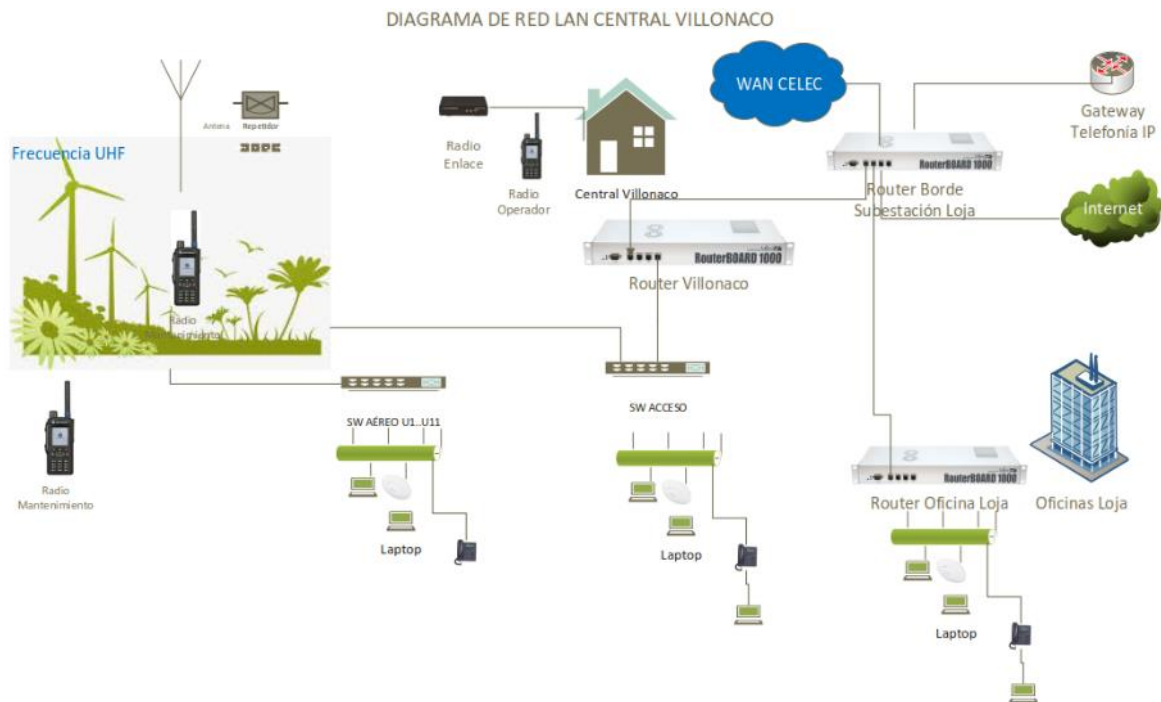 DIAGRAMA DE RED LAN CENTRAL VILLONACO
WAN CELEC
Gateway
Telefonía IP
Antena
Repetidor
Frecuencia UHF
Radio
Enlace
Radio
Operador
Central Villonaco
RouterBOARD 1000
Router Borde
Subestación Loja
Internet
RouterBOARD 1000
Router Villonaco
Radio
Mantenimiento
SW AÉREO U1..U11
SW ACCESO
Radio
Mantenimiento
Laptop
Laptop
RouterBOARD 1000
Router Oficina Loja
Oficinas Loja
Laptop